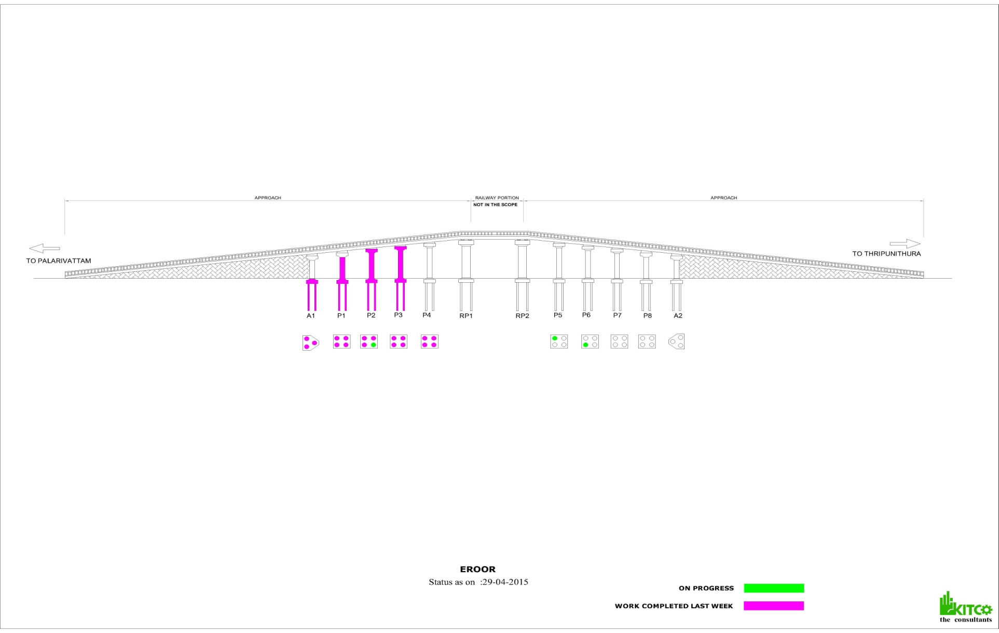 APPROACH
RAILWAY PORTION
APPROACH
NOT IN THE SCOPE
TO PALARIVATTAM
TO THRIPUNITHURA
A1 P1 P2 P3 P4 RP1 RP2 P5 P6 P7 P8 A2
EROOR
Status as on :29-04-2015
ON PROGRESS
WORK COMPLETED LAST WEEK
KITCO
the consultants